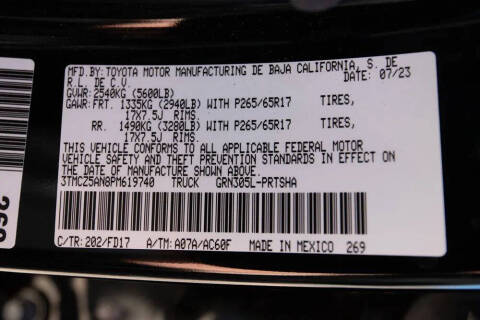 MFD.BY: TOYOTA MOTOR MANUFACTURING DE BAJA CALIFORNIA, S. DE
R.L. DE C.V. DATE: 07/23
GVWR: 2540KG (5600LB)
GAWR: FRT. 1335KG (2940LB) WITH P265/65R17 TIRES,
17X7.5J RIMS.
RR. 1490KG (3280LB) WITH P265/65R17 TIRES,
17X7.5J RIMS.
THIS VEHICLE CONFORMS TO ALL APPLICABLE FEDERAL MOTOR
VEHICLE SAFETY AND THEFT PREVENTION STANDARDS IN EFFECT ON
THE DATE OF MANUFACTURE SHOWN ABOVE.
3TMCZ5AN8PM619740 TRUCK GRN305L-PRTSHA
C/TR: 202/FD17 A/TM: A07A/AC60F MADE IN MEXICO 269